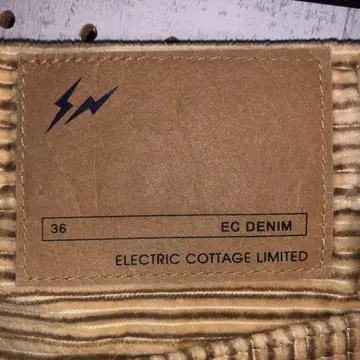 36 EC DENIM
ELECTRIC COTTAGE LIMITED